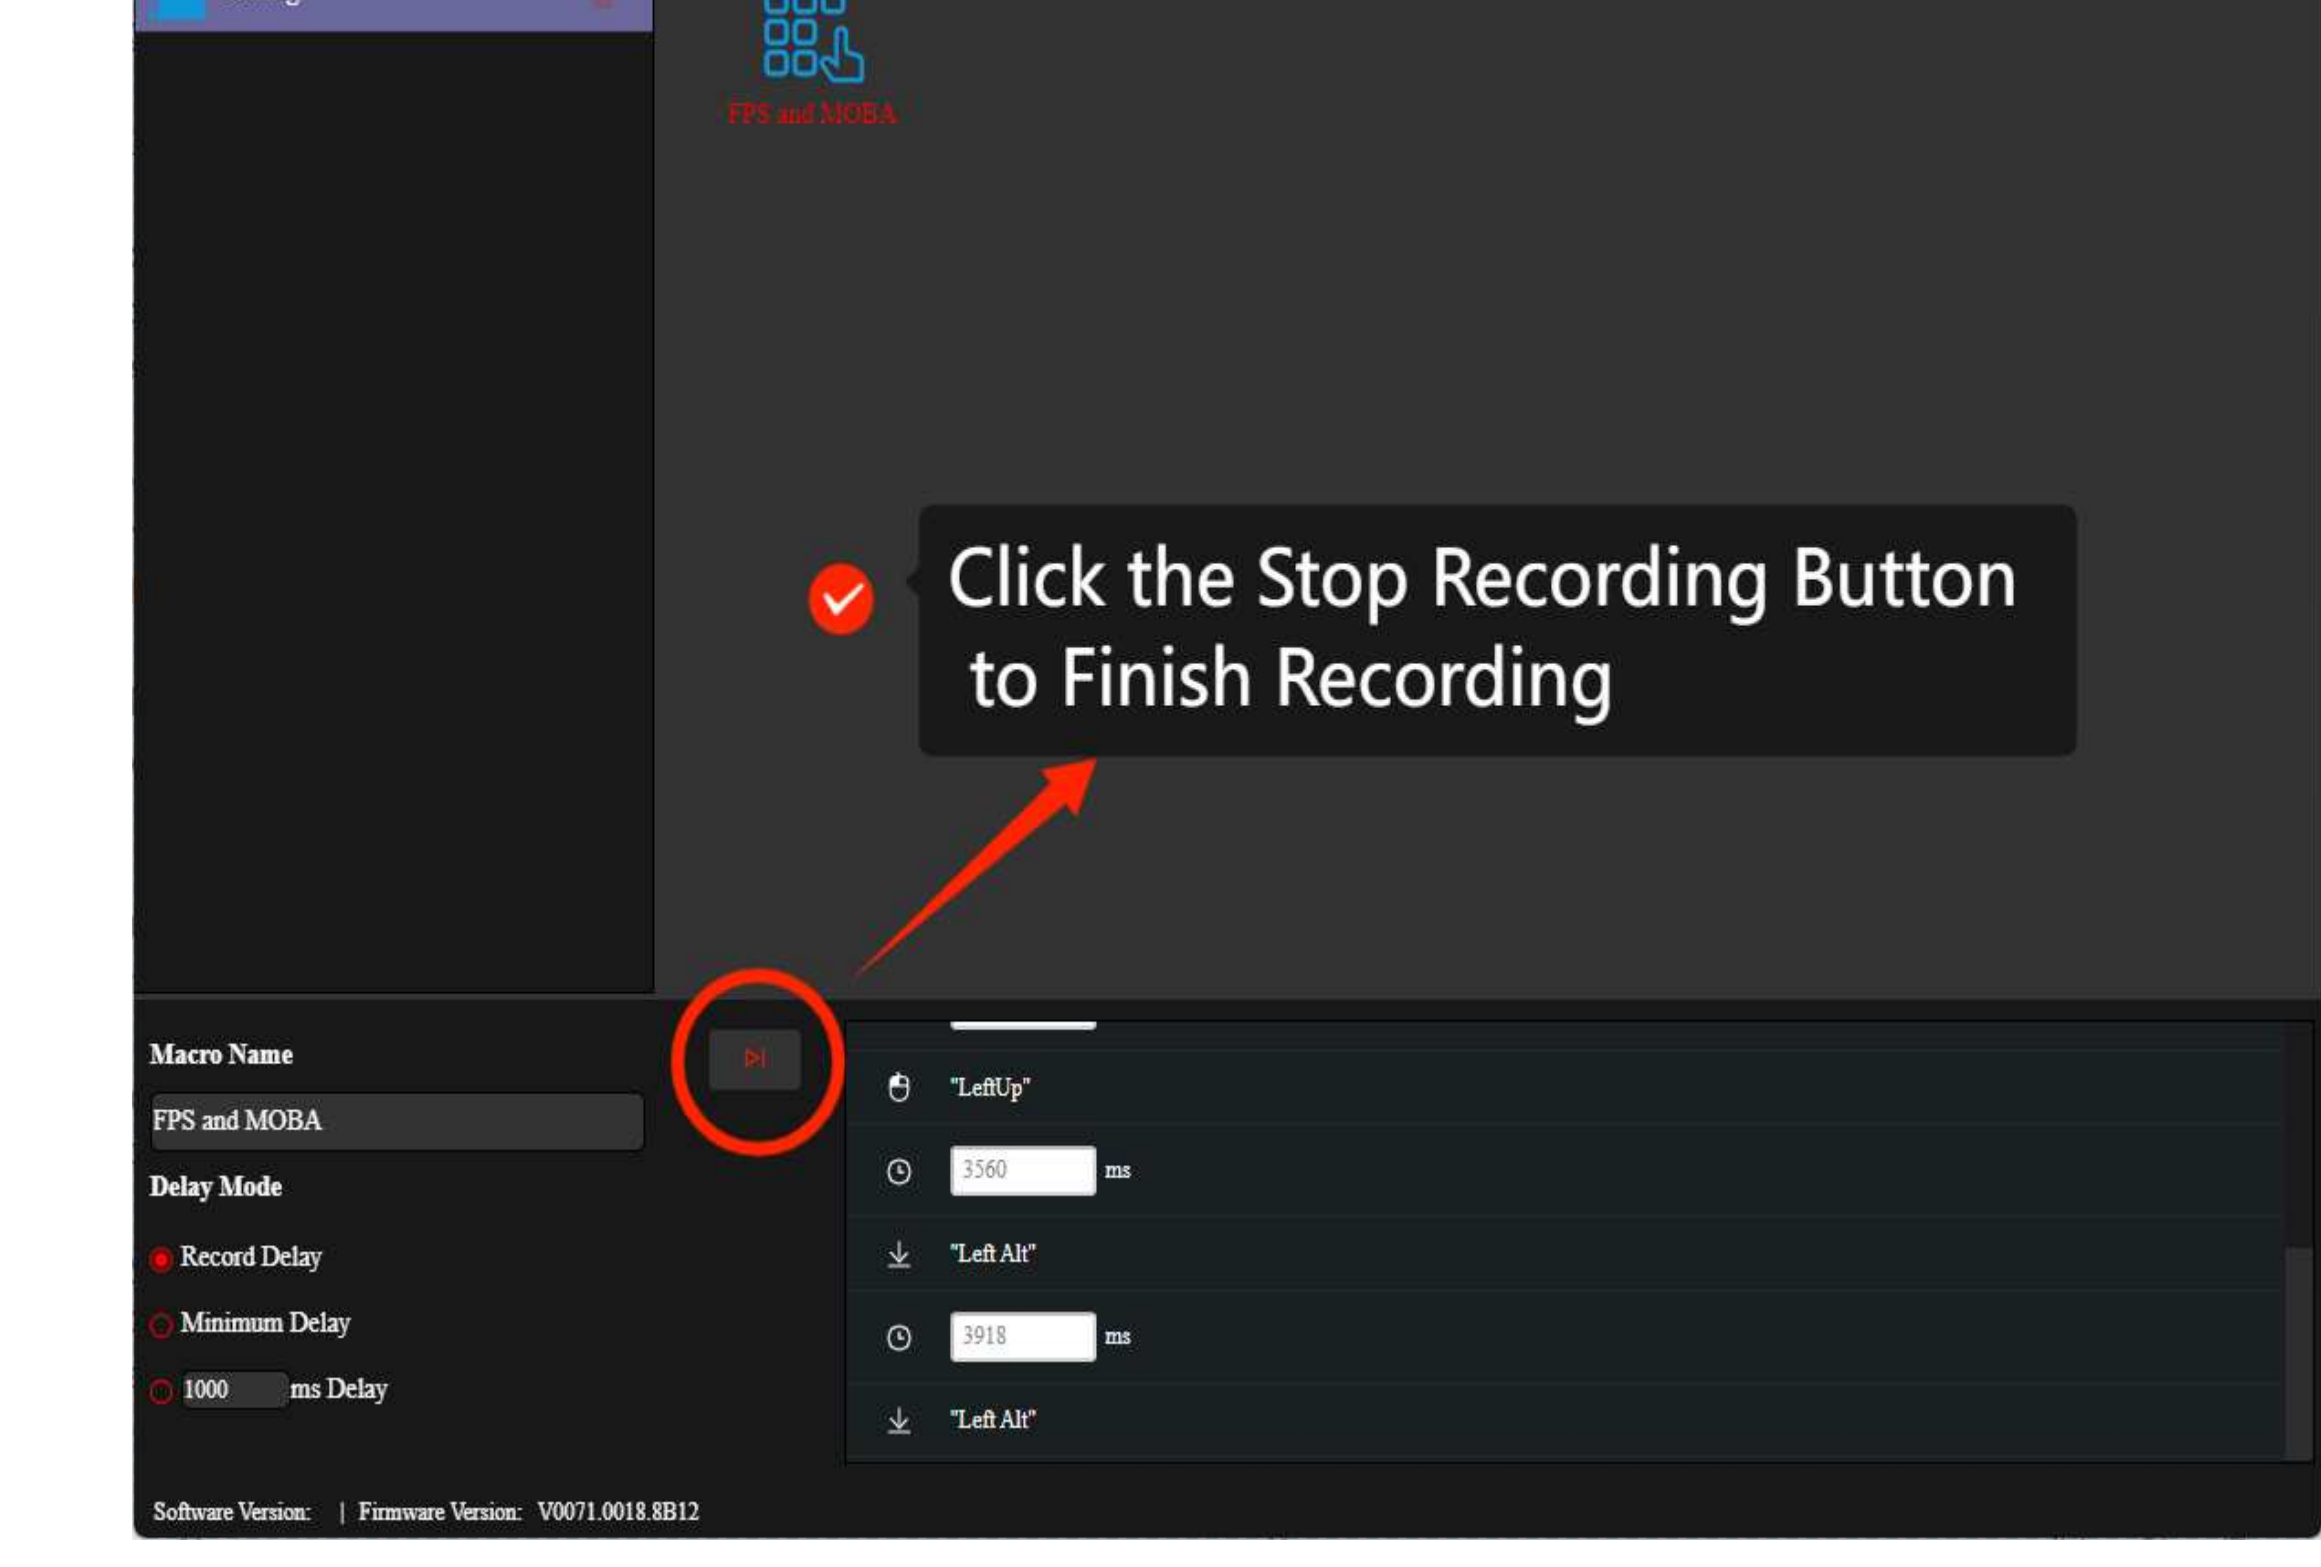 FPS and MOBA
Click the Stop Recording Button
to Finish Recording
Macro Name
FPS and MOBA
Delay Mode
Record Delay
Minimum Delay
1000 ms Delay
"LeftUp"
3560 ms
"Left Alt"
3918 ms
"Left Alt"
Software Version: | Firmware Version: V0071.0018.8B12